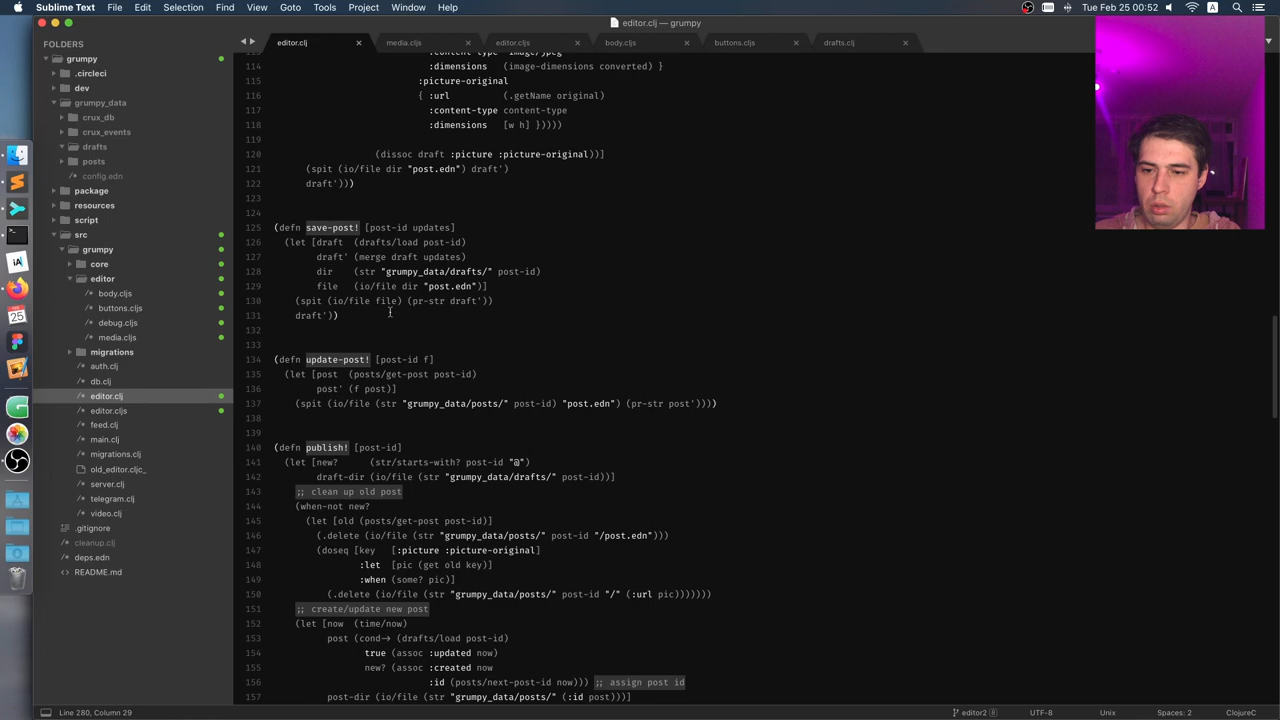 Sublime Text File Edit Selection Find View Goto Tools Project Window Help
A Tue Feb 25 00:52
editor.clj — grumpy
FOLDERS
grumpy
.circleci
dev
grumpy_data
crux_db
crux_events
drafts
posts
config.edn
package
resources
script
src
grumpy
core
editor
body.cljs
buttons.cljs
debug.cljs
media.cljs
migrations
auth.clj
db.clj
editor.clj
editor.cljs
feed.clj
main.clj
migrations.clj
old_editor.cljc_
server.clj
telegram.clj
video.clj
.gitignore
cleanup.clj
deps.edn
README.md
editor.clj media.cljs editor.cljs body.cljs buttons.cljs drafts.clj
114 :dimensions (image-dimensions converted) }
115 :picture-original
116 { :url (.getName original)
117 :content-type content-type
118 :dimensions [w h] }))))
119
120 (dissoc draft :picture :picture-original))]
121 (spit (io/file dir "post.edn") draft')
122 draft')))
123
124
125 (defn save-post! [post-id updates]
126 (let [draft (drafts/load post-id)
127 draft' (merge draft updates)
128 dir (str "grumpy_data/drafts/" post-id)
129 file (io/file dir "post.edn")]
130 (spit (io/file file) (pr-str draft'))
131 draft'))
132
133
134 (defn update-post! [post-id f]
135 (let [post (posts/get-post post-id)
136 post' (f post)]
137 (spit (io/file (str "grumpy_data/posts/" post-id) "post.edn") (pr-str post'))))
138
139
140 (defn publish! [post-id]
141 (let [new? (str/starts-with? post-id "@")
142 draft-dir (io/file (str "grumpy_data/drafts/" post-id))]
143 ;; clean up old post
144 (when-not new?
145 (let [old (posts/get-post post-id)]
146 (.delete (io/file (str "grumpy_data/posts/" post-id "/post.edn")))
147 (doseq [key [:picture :picture-original]
148 :let [pic (get old key)]
149 :when (some? pic)]
150 (.delete (io/file (str "grumpy_data/posts/" post-id "/" (:url pic)))))))
151 ;; create/update new post
152 (let [now (time/now)
153 post (cond-> (drafts/load post-id)
154 true (assoc :updated now)
155 new? (assoc :created now
156 :id (posts/next-post-id now))) ;; assign post id
157 post-dir (io/file (str "grumpy_data/posts/" (:id post)))]
Line 280, Column 29 editor2 8 UTF-8 Unix Spaces: 2 ClojureC